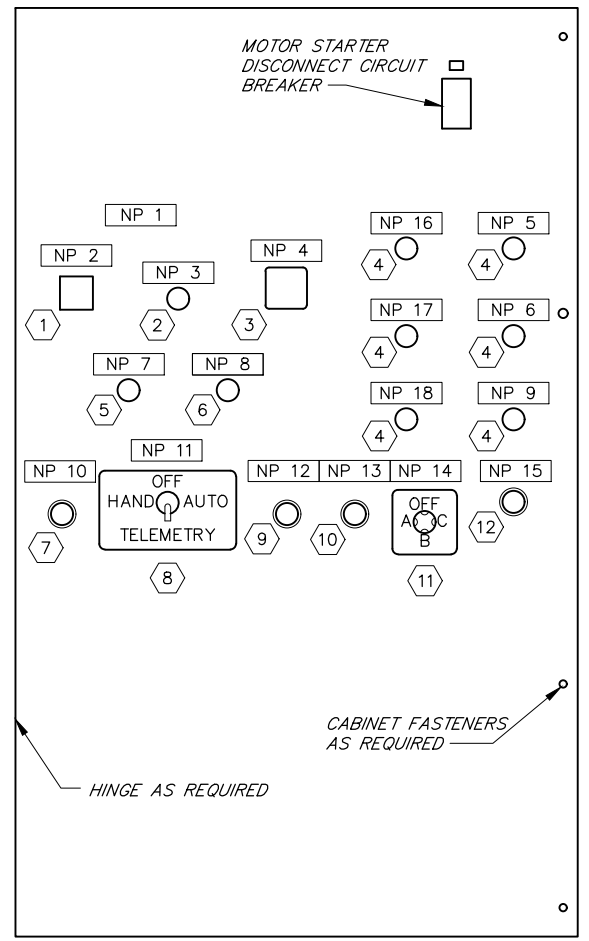 MOTOR STARTER
DISCONNECT CIRCUIT
BREAKER
NP 1
NP 16
NP 5
NP 2
NP 3
NP 4
4
4
1
2
3
NP 17
NP 6
4
4
NP 7
NP 8
5
6
NP 18
NP 9
4
4
NP 10
NP 11
NP 12
NP 13
NP 14
NP 15
OFF
HAND
AUTO
TELEMETRY
OFF
A
C
B
7
8
9
10
11
12
CABINET FASTENERS
AS REQUIRED
HINGE AS REQUIRED